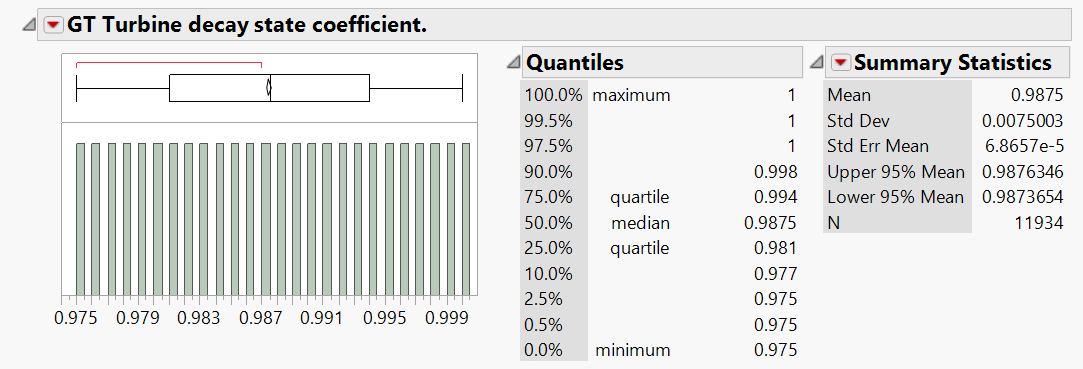 GT Turbine decay state coefficient.
0.975 0.979 0.983 0.987 0.991 0.995 0.999
Quantiles
100.0% maximum 1
99.5% 1
97.5% 1
90.0% 0.998
75.0% quartile 0.994
50.0% median 0.9875
25.0% quartile 0.981
10.0% 0.977
2.5% 0.975
0.5% 0.975
0.0% minimum 0.975
Summary Statistics
Mean 0.9875
Std Dev 0.0075003
Std Err Mean 6.8657e-5
Upper 95% Mean 0.9876346
Lower 95% Mean 0.9873654
N 11934